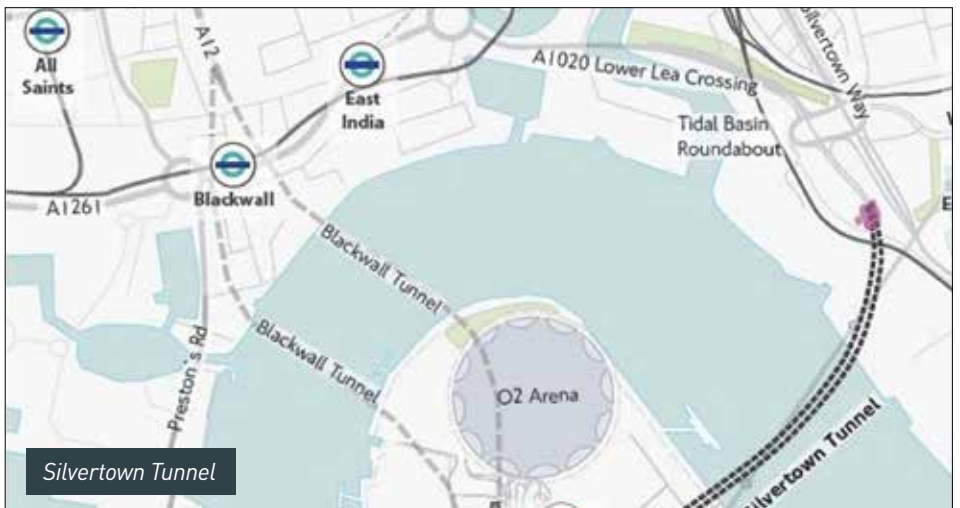 All
Saints
A12
East
India
A1020 Lower Lea Crossing
Silvertown Way
Tidal Basin
Roundabout
Blackwall
A1261
Blackwall Tunnel
Blackwall Tunnel
Preston's Rd
O2 Arena
Silvertown Tunnel
Silvertown Tunnel